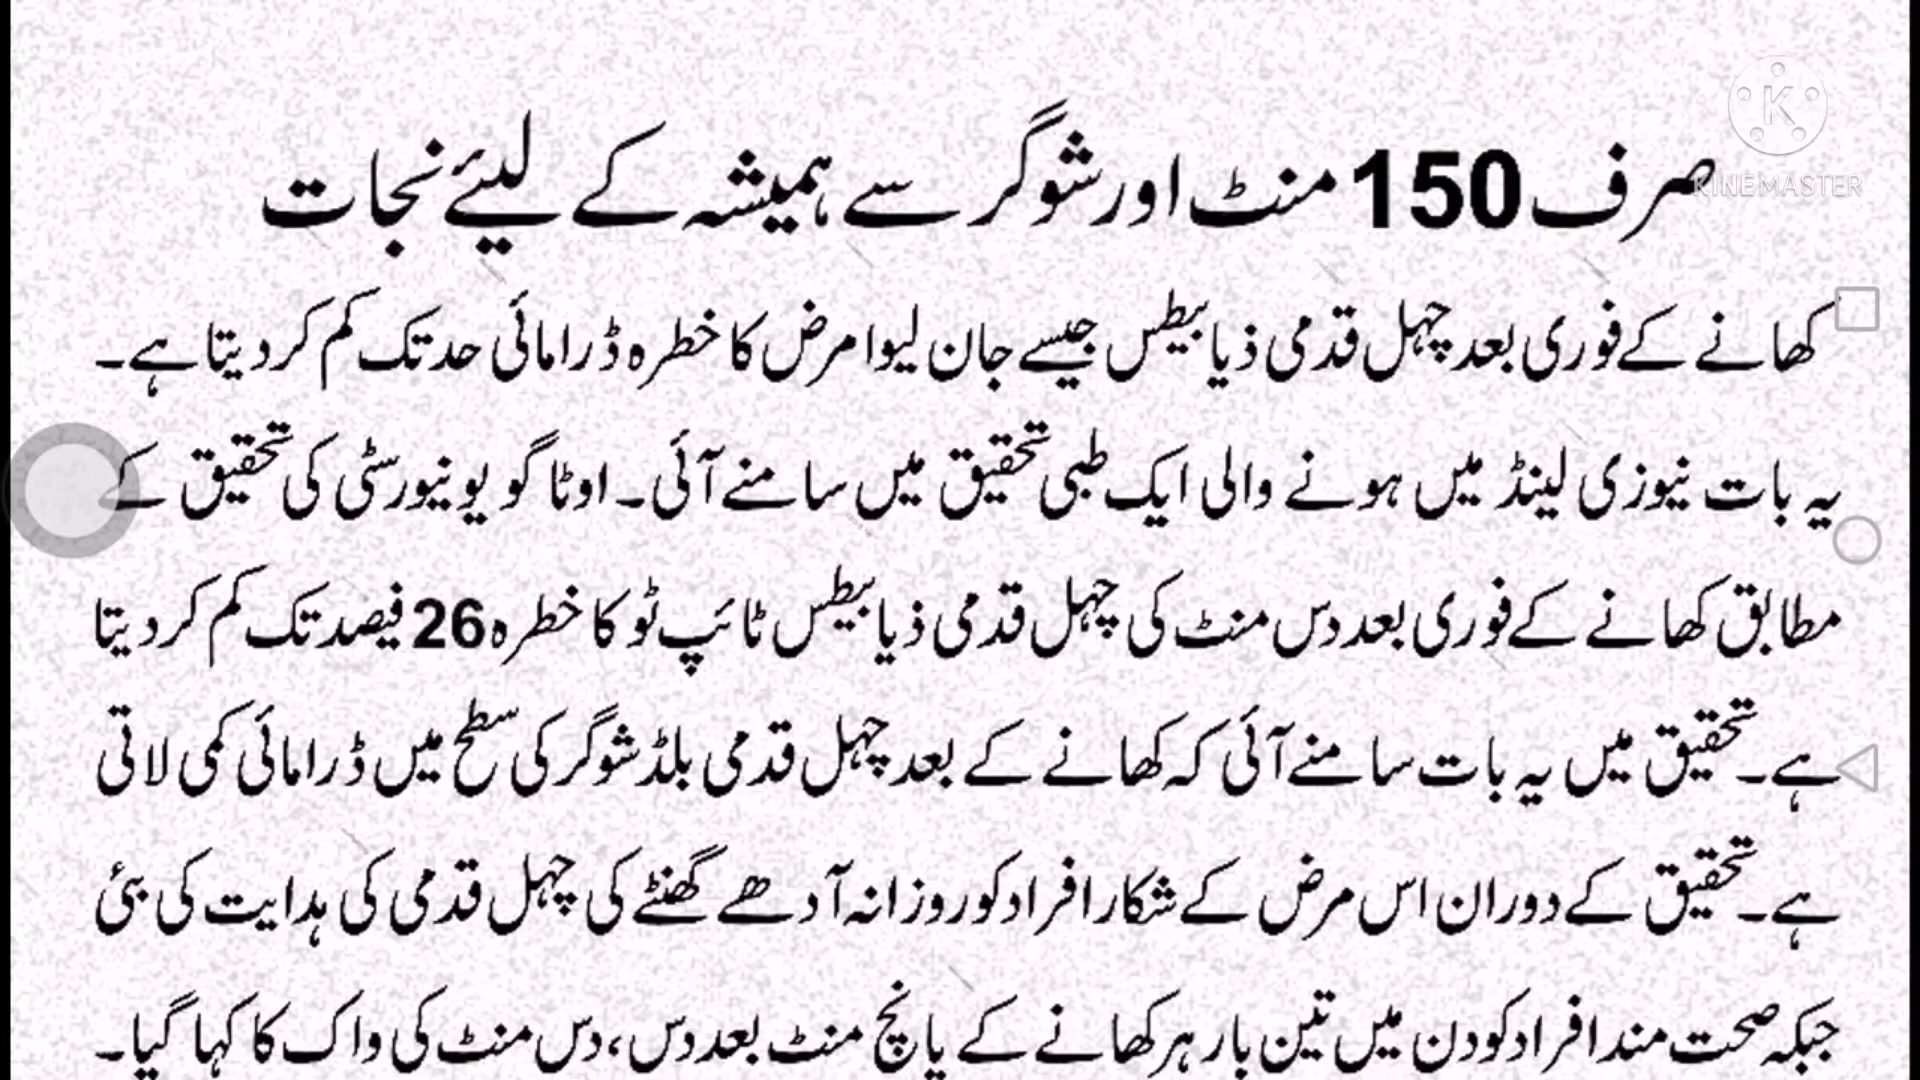 صرف 150 منٹ اور شوگر سے ہمیشہ کے لیئے نجات
KINEMASTER
کھانے کے فوری بعد چہل قدمی ذیابیطس جیسے جان لیوا مرض کا خطرہ ڈرامائی حد تک کم کر دیتا ہے۔
یہ بات نیوزی لینڈ میں ہونے والی ایک طبی تحقیق میں سامنے آئی۔ اوٹاگو یونیورسٹی کی تحقیق کے
مطابق کھانے کے فوری بعد دس منٹ کی چہل قدمی ذیابیطس ٹائپ ٹو کا خطرہ 26 فیصد تک کم کر دیتا
ہے۔ تحقیق میں یہ بات سامنے آئی کہ کھانے کے بعد چہل قدمی بلڈ شوگر کی سطح میں ڈرامائی کمی لاتی
ہے۔ تحقیق کے دوران اس مرض کے شکار افراد کو روزانہ آدھے گھنٹے کی چہل قدمی کی ہدایت کی بئی
جبکہ صحت مند افراد کو دن میں تین بار ہر کھانے کے پانچ منٹ بعد دس، دس منٹ کی واک کا کہا گیا۔